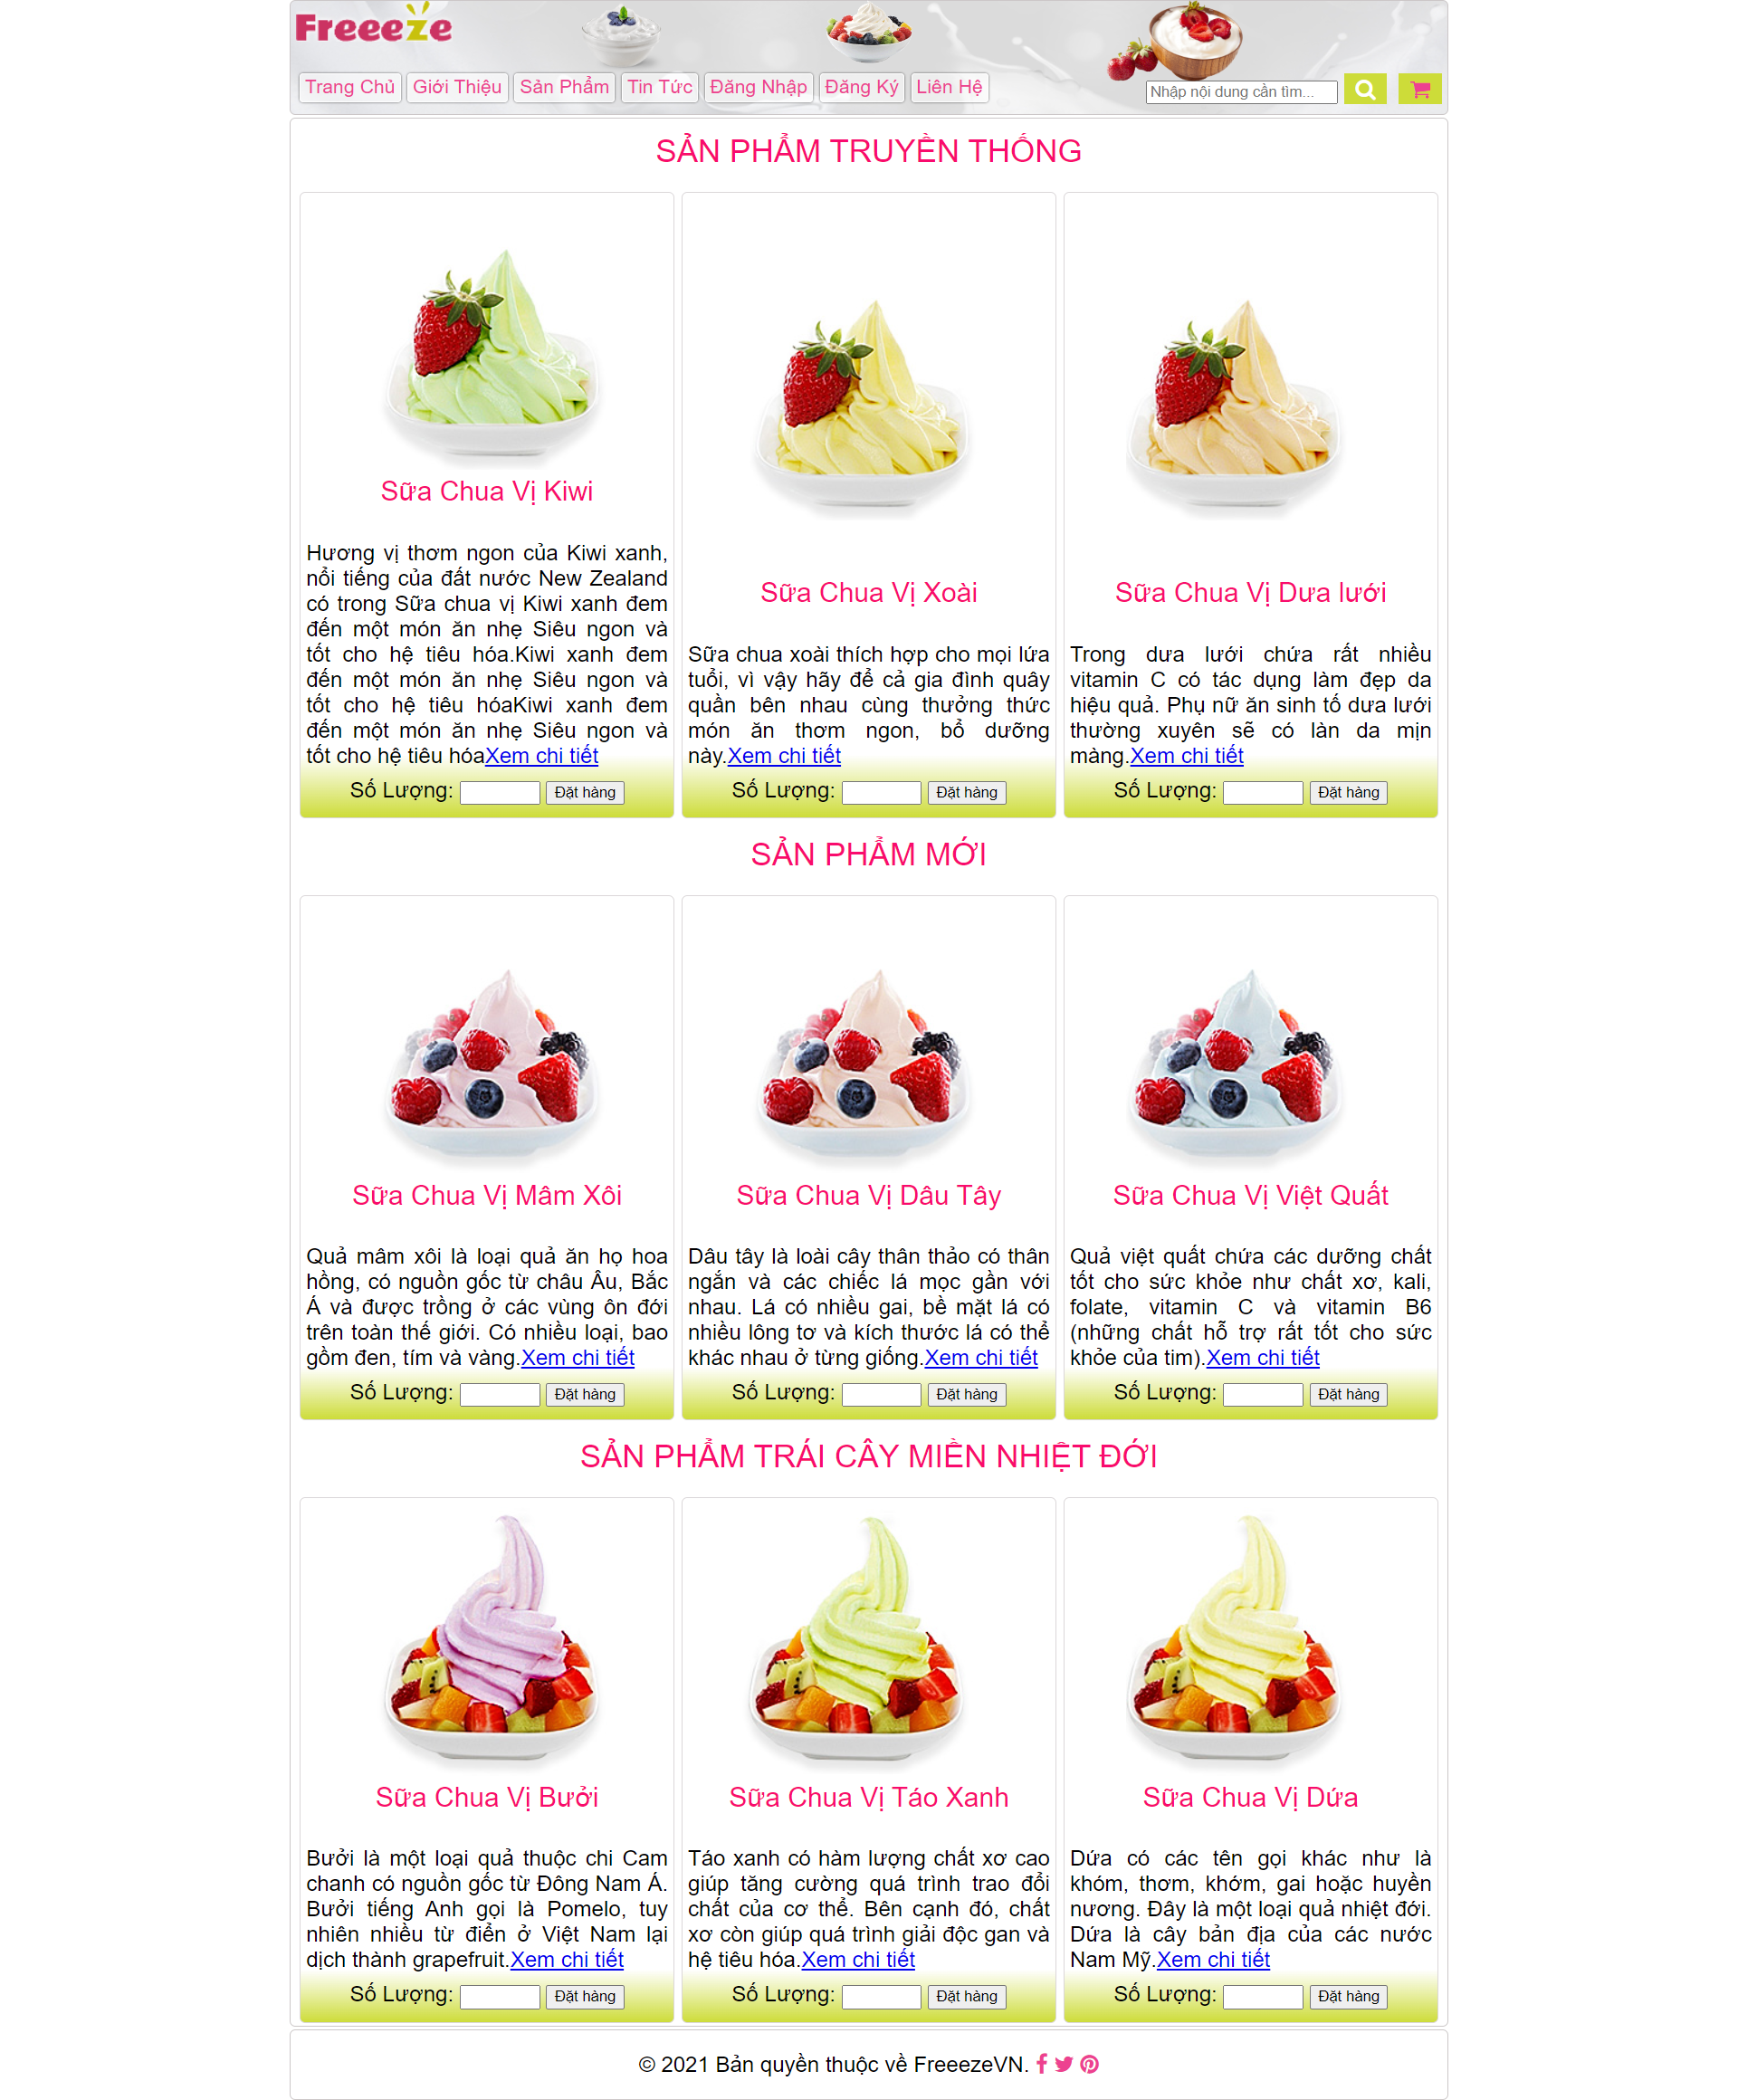 Freeeze
Trang Chủ Giới Thiệu Sản Phẩm Tin Tức Đăng Nhập Đăng Ký Liên Hệ Nhập nội dung cần tìm...
SẢN PHẨM TRUYỀN THỐNG
Sữa Chua Vị Kiwi
Hương vị thơm ngon của Kiwi xanh,
nổi tiếng của đất nước New Zealand
có trong Sữa chua vị Kiwi xanh đem
đến một món ăn nhẹ Siêu ngon và
tốt cho hệ tiêu hóa.Kiwi xanh đem
đến một món ăn nhẹ Siêu ngon và
tốt cho hệ tiêu hóaKiwi xanh đem
đến một món ăn nhẹ Siêu ngon và
tốt cho hệ tiêu hóaXem chi tiết
Số Lượng: Đặt hàng
Sữa Chua Vị Xoài
Sữa chua xoài thích hợp cho mọi lứa
tuổi, vì vậy hãy để cả gia đình quây
quần bên nhau cùng thưởng thức
món ăn thơm ngon, bổ dưỡng
này.Xem chi tiết
Số Lượng: Đặt hàng
Sữa Chua Vị Dưa lưới
Trong dưa lưới chứa rất nhiều
vitamin C có tác dụng làm đẹp da
hiệu quả. Phụ nữ ăn sinh tố dưa lưới
thường xuyên sẽ có làn da mịn
màng.Xem chi tiết
Số Lượng: Đặt hàng
SẢN PHẨM MỚI
Sữa Chua Vị Mâm Xôi
Quả mâm xôi là loại quả ăn họ hoa
hồng, có nguồn gốc từ châu Âu, Bắc
Á và được trồng ở các vùng ôn đới
trên toàn thế giới. Có nhiều loại, bao
gồm đen, tím và vàng.Xem chi tiết
Số Lượng: Đặt hàng
Sữa Chua Vị Dâu Tây
Dâu tây là loài cây thân thảo có thân
ngắn và các chiếc lá mọc gần với
nhau. Lá có nhiều gai, bề mặt lá có
nhiều lông tơ và kích thước lá có thể
khác nhau ở từng giống.Xem chi tiết
Số Lượng: Đặt hàng
Sữa Chua Vị Việt Quất
Quả việt quất chứa các dưỡng chất
tốt cho sức khỏe như chất xơ, kali,
folate, vitamin C và vitamin B6
(những chất hỗ trợ rất tốt cho sức
khỏe của tim).Xem chi tiết
Số Lượng: Đặt hàng
SẢN PHẨM TRÁI CÂY MIỀN NHIỆT ĐỚI
Sữa Chua Vị Bưởi
Bưởi là một loại quả thuộc chi Cam
chanh có nguồn gốc từ Đông Nam Á.
Bưởi tiếng Anh gọi là Pomelo, tuy
nhiên nhiều từ điển ở Việt Nam lại
dịch thành grapefruit.Xem chi tiết
Số Lượng: Đặt hàng
Sữa Chua Vị Táo Xanh
Táo xanh có hàm lượng chất xơ cao
giúp tăng cường quá trình trao đổi
chất của cơ thể. Bên cạnh đó, chất
xơ còn giúp quá trình giải độc gan và
hệ tiêu hóa.Xem chi tiết
Số Lượng: Đặt hàng
Sữa Chua Vị Dứa
Dứa có các tên gọi khác như là
khóm, thơm, khớm, gai hoặc huyền
nương. Đây là một loại quả nhiệt đới.
Dứa là cây bản địa của các nước
Nam Mỹ.Xem chi tiết
Số Lượng: Đặt hàng
© 2021 Bản quyền thuộc về FreeezeVN.